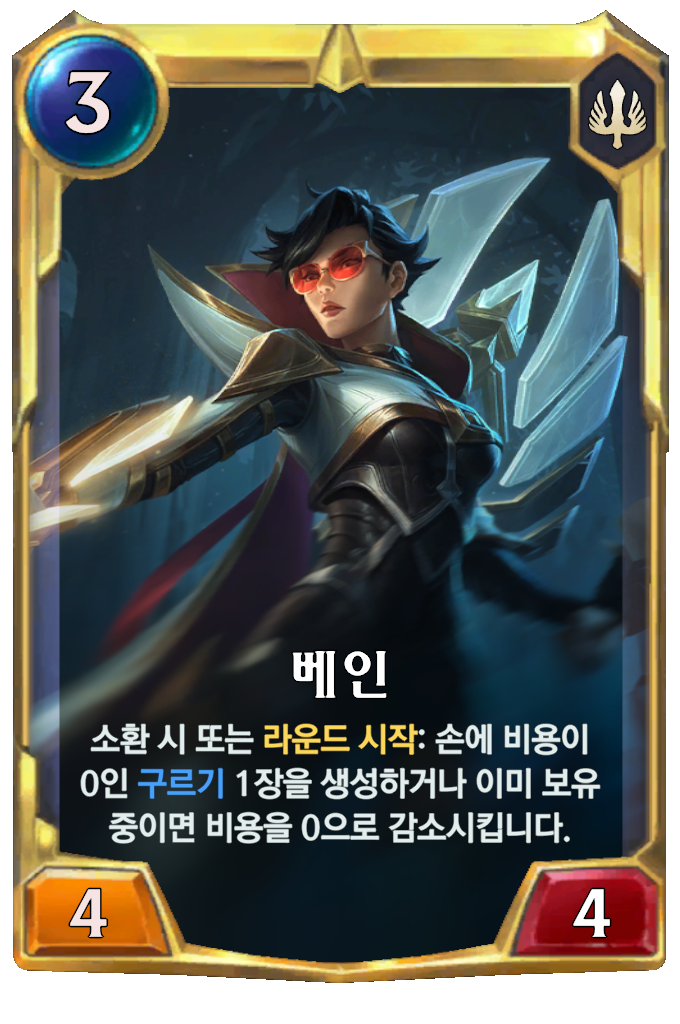 3
베인
소환 시 또는 라운드 시작: 손에 비용이
0인 구르기 1장을 생성하거나 이미 보유
중이면 비용을 0으로 감소시킵니다.
4 4